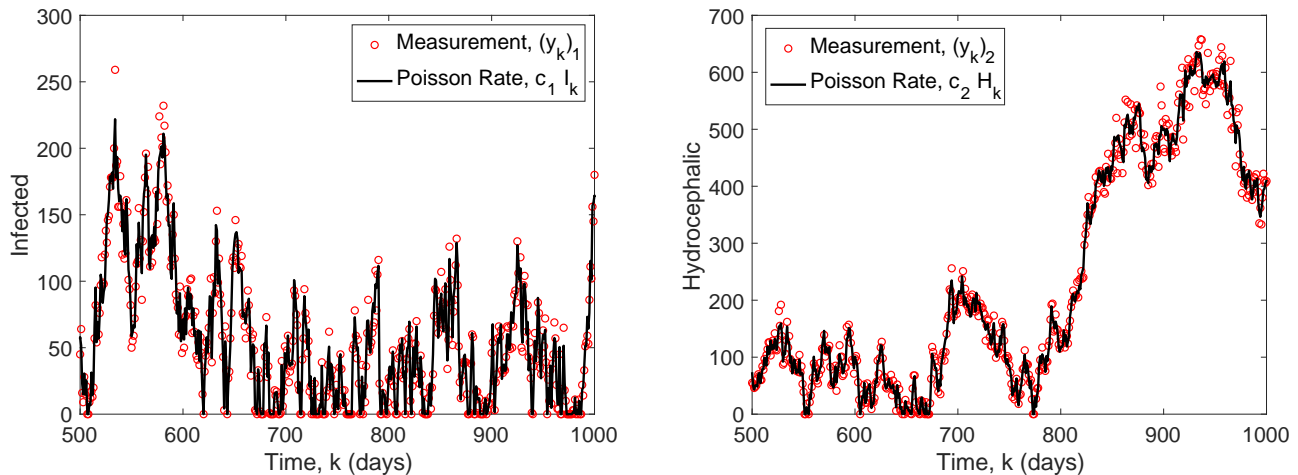 300
250
200
150
100
50
0
Infected
Measurement, (y_k)_1
Poisson Rate, c_1 I_k
500 600 700 800 900 1000
Time, k (days)
700
600
500
400
300
200
100
0
Hydrocephalic
Measurement, (y_k)_2
Poisson Rate, c_2 H_k
500 600 700 800 900 1000
Time, k (days)